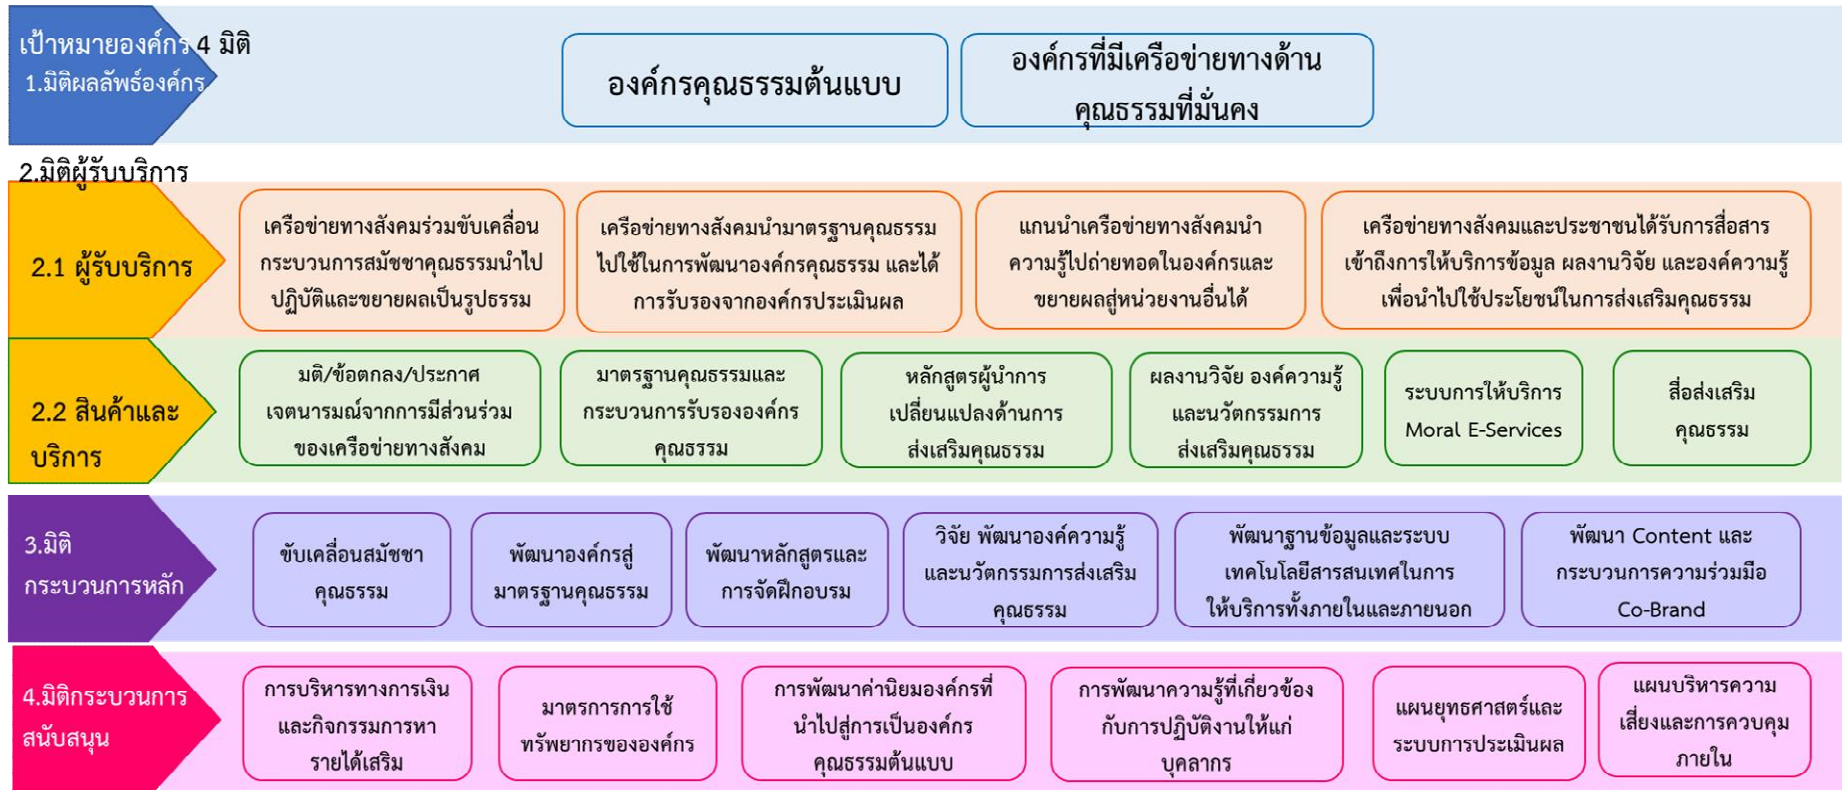 เป้าหมายองค์กร 4 มิติ
1.มิติผลลัพธ์องค์กร
องค์กรคุณธรรมต้นแบบ
องค์กรที่มีเครือข่ายทางด้าน
คุณธรรมที่มั่นคง
2.มิติผู้รับบริการ
2.1 ผู้รับบริการ
เครือข่ายทางสังคมร่วมขับเคลื่อน
กระบวนการสมัชชาคุณธรรมนำไป
ปฏิบัติและขยายผลเป็นรูปธรรม
เครือข่ายทางสังคมนำมาตรฐานคุณธรรม
ไปใช้ในการพัฒนาองค์กรคุณธรรม และได้
การรับรองจากองค์กรประเมินผล
แกนนำเครือข่ายทางสังคมนำ
ความรู้ไปถ่ายทอดในองค์กรและ
ขยายผลสู่หน่วยงานอื่นได้
เครือข่ายทางสังคมและประชาชนได้รับการสื่อสาร
เข้าถึงการให้บริการข้อมูล ผลงานวิจัย และองค์ความรู้
เพื่อนำไปใช้ประโยชน์ในการส่งเสริมคุณธรรม
2.2 สินค้าและ
บริการ
มติ/ข้อตกลง/ประกาศ
เจตนารมณ์จากการมีส่วนร่วม
ของเครือข่ายทางสังคม
มาตรฐานคุณธรรมและ
กระบวนการรับรององค์กร
คุณธรรม
หลักสูตรผู้นำการ
เปลี่ยนแปลงด้านการ
ส่งเสริมคุณธรรม
ผลงานวิจัย องค์ความรู้
และนวัตกรรมการ
ส่งเสริมคุณธรรม
ระบบการให้บริการ
Moral E-Services
สื่อส่งเสริม
คุณธรรม
3.มิติ
กระบวนการหลัก
ขับเคลื่อนสมัชชา
คุณธรรม
พัฒนาองค์กรสู่
มาตรฐานคุณธรรม
พัฒนาหลักสูตรและ
การจัดฝึกอบรม
วิจัย พัฒนาองค์ความรู้
และนวัตกรรมการส่งเสริม
คุณธรรม
พัฒนาฐานข้อมูลและระบบ
เทคโนโลยีสารสนเทศในการ
ให้บริการทั้งภายในและภายนอก
พัฒนา Content และ
กระบวนการความร่วมมือ
Co-Brand
4.มิติกระบวนการ
สนับสนุน
การบริหารทางการเงิน
และกิจกรรมการหา
รายได้เสริม
มาตรการการใช้
ทรัพยากรขององค์กร
การพัฒนาค่านิยมองค์กรที่
นำไปสู่การเป็นองค์กร
คุณธรรมต้นแบบ
การพัฒนาความรู้ที่เกี่ยวข้อง
กับการปฏิบัติงานให้แก่
บุคลากร
แผนยุทธศาสตร์และ
ระบบการประเมินผล
แผนบริหารความ
เสี่ยงและการควบคุม
ภายใน